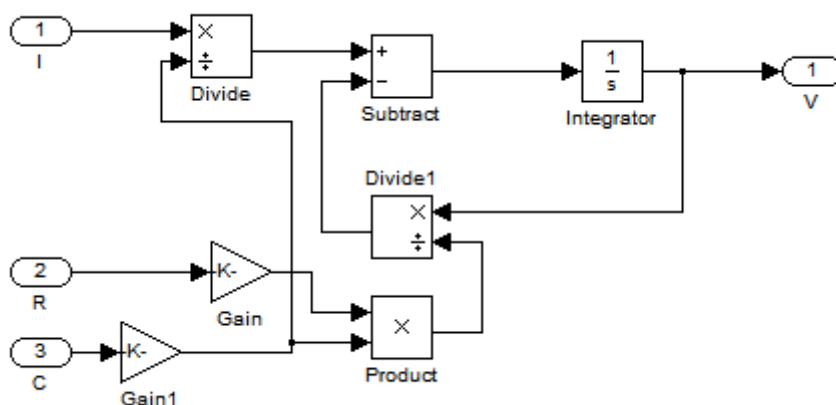 1
I
×
÷
Divide
+
−
Subtract
1
s
Integrator
1
V
Divide1
×
÷
2
R
K-
Gain
×
Product
3
C
K-
Gain1